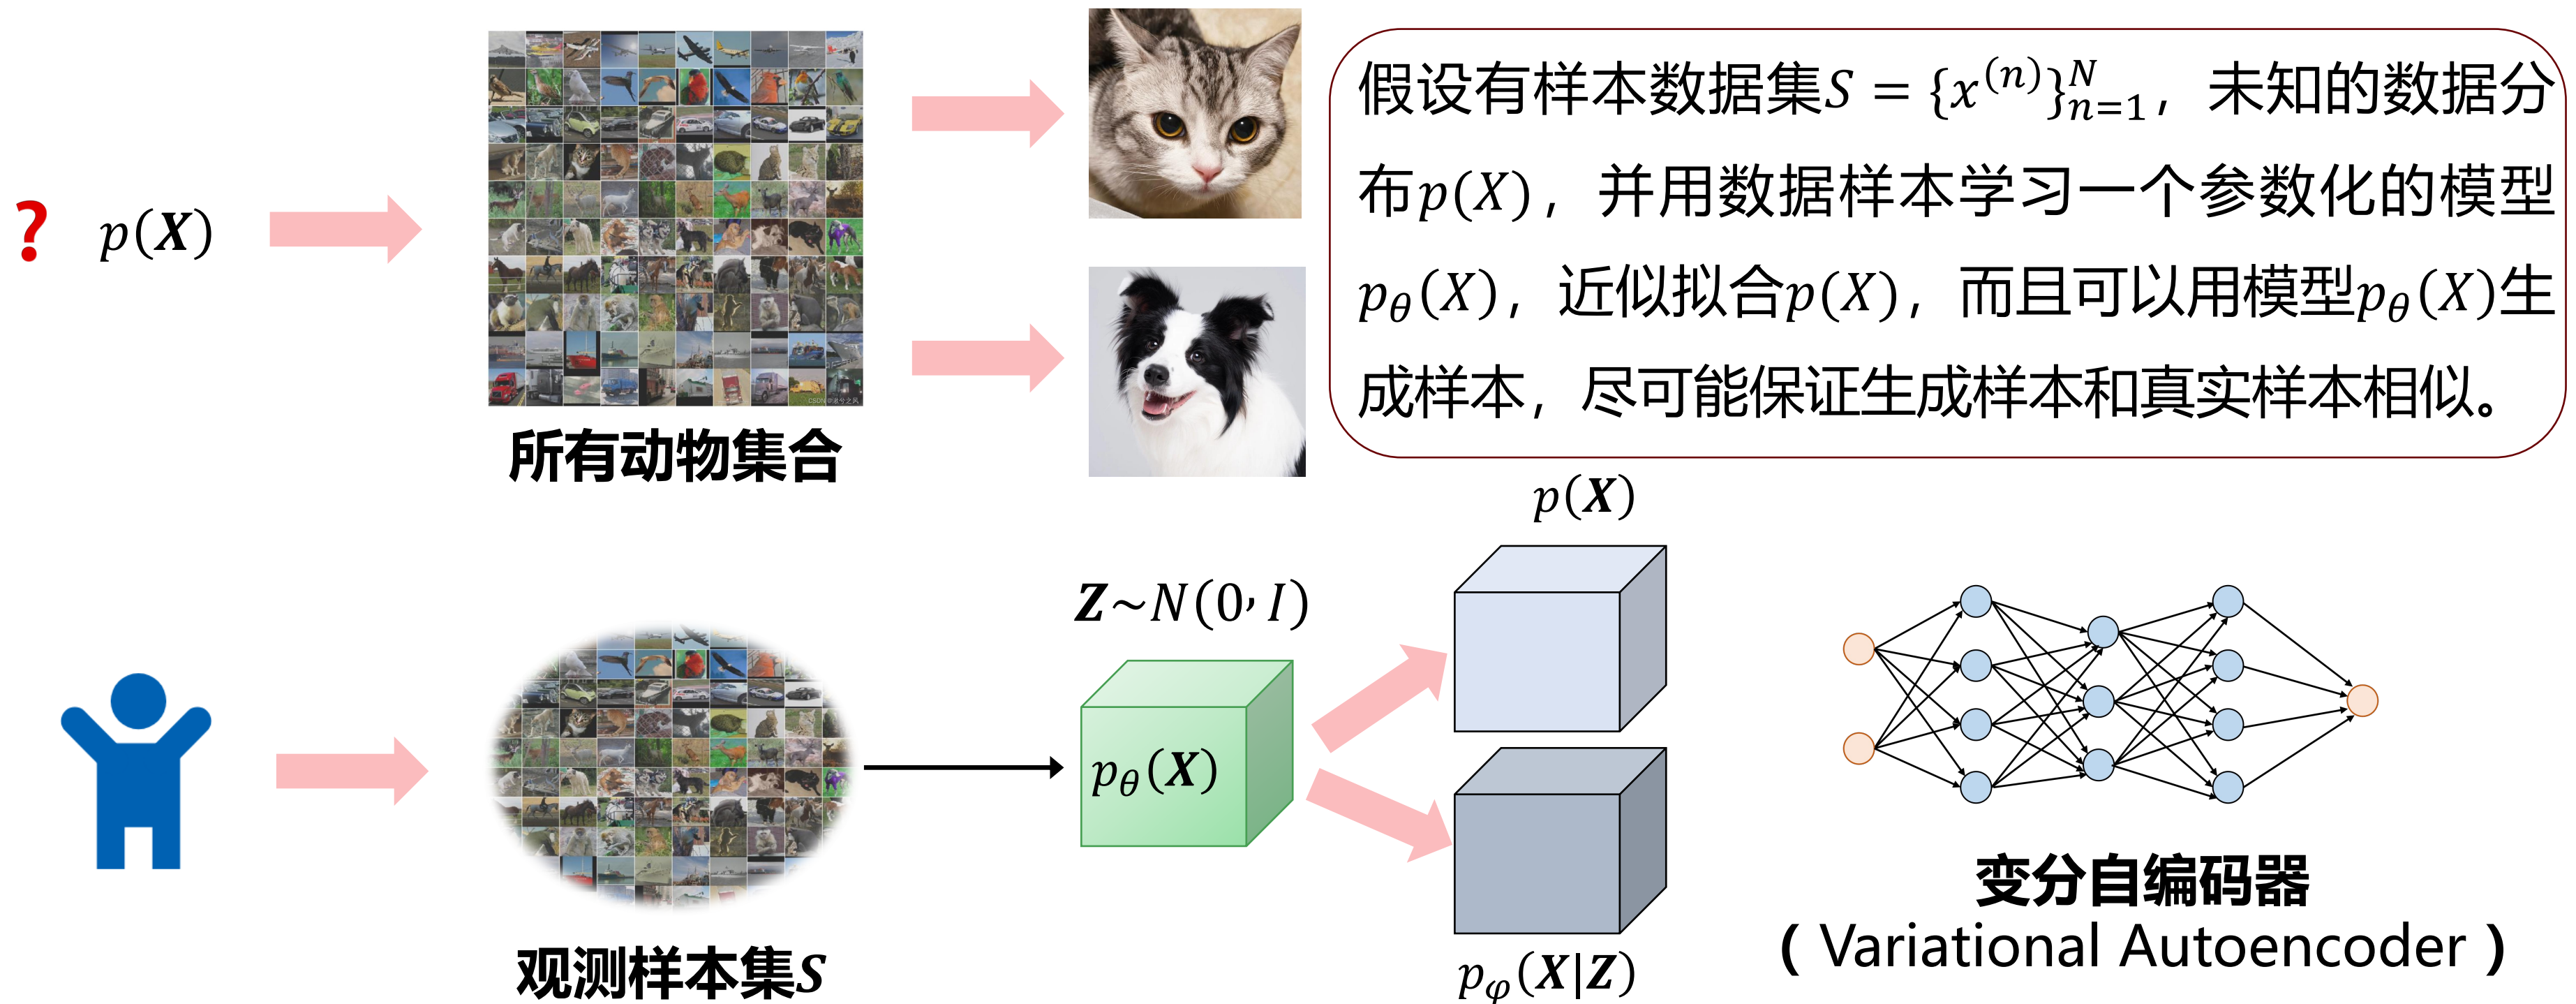 ? p(X)
所有动物集合
假设有样本数据集S = {x^(n)}_{n=1}^N，未知的数据分
布p(X)，并用数据样本学习一个参数化的模型
p_θ(X)，近似拟合p(X)，而且可以用模型p_θ(X)生
成样本，尽可能保证生成样本和真实样本相似。
观测样本集S
Z~N(0, I)
p_θ(X)
p(X)
p_φ(X|Z)
变分自编码器
( Variational Autoencoder )